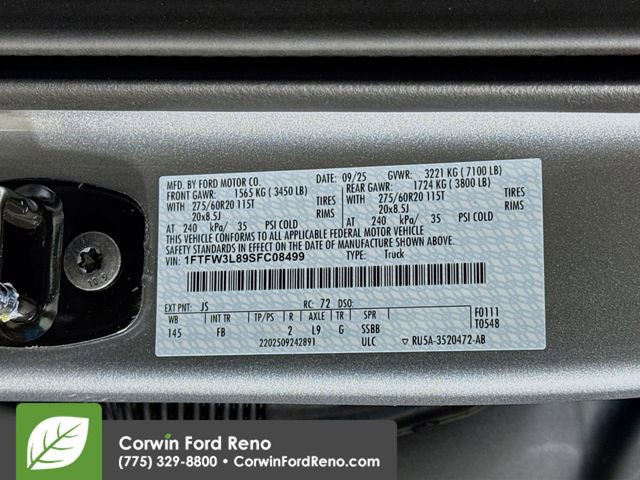 MFD. BY FORD MOTOR CO. DATE: 09/25 GVWR: 3221 KG ( 7100 LB)
FRONT GAWR: 1565 KG ( 3450 LB) REAR GAWR: 1724 KG ( 3800 LB)
WITH 275/60R20 115T TIRES WITH 275/60R20 115T TIRES
20x8.5J RIMS 20x8.5J RIMS
AT 240 kPa/ 35 PSI COLD AT 240 kPa/ 35 PSI COLD
THIS VEHICLE CONFORMS TO ALL APPLICABLE FEDERAL MOTOR VEHICLE
SAFETY STANDARDS IN EFFECT ON THE DATE OF MANUFACTURE SHOWN ABOVE.
VIN: 1FTFW3L89SFC08499 TYPE: Truck
EXT PNT: JS RC: 72 DSO:
WB INT TR TP/PS R AXLE TR SPR F0111
145 FB 2 L9 G SSBB T0548
2202509242891 ULC RU5A-3520472-AB
10.9
Corwin Ford Reno
(775) 329-8800 • CorwinFordReno.com